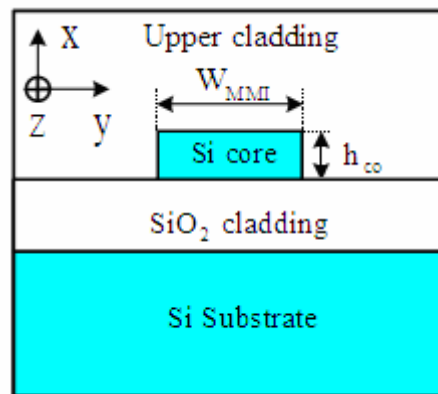 X
Upper cladding
W_MMI
Z
y
Si core
h_co
SiO₂ cladding
Si Substrate